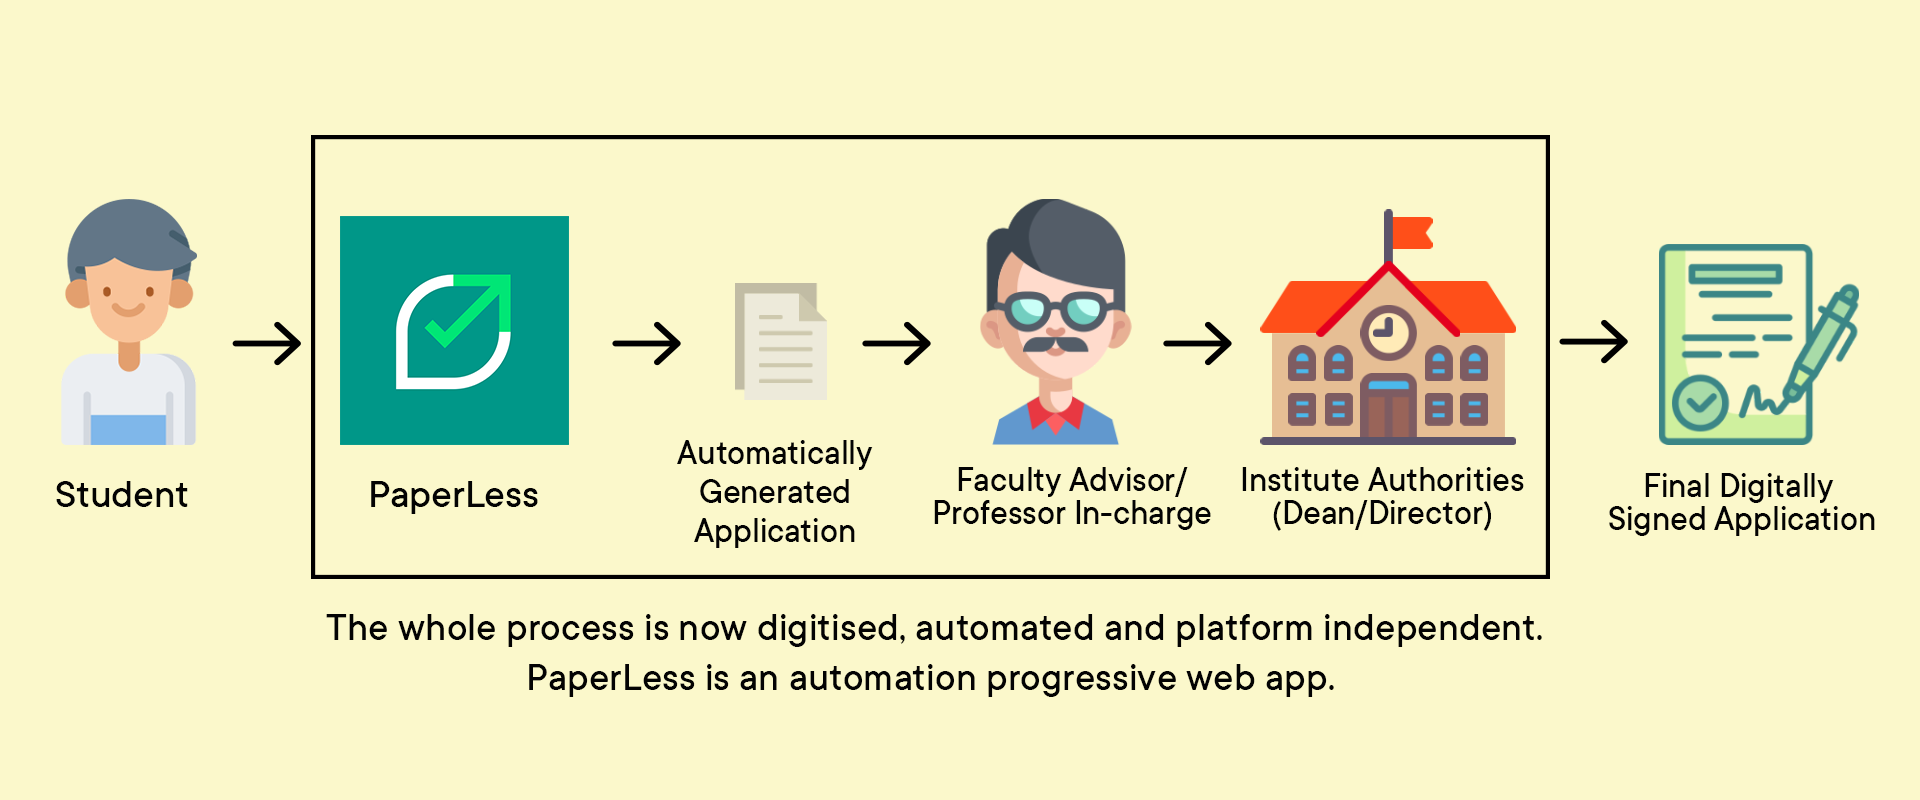 Student
PaperLess
Automatically
Generated
Application
Faculty Advisor/
Professor In-charge
Institute Authorities
(Dean/Director)
Final Digitally
Signed Application
The whole process is now digitised, automated and platform independent.
PaperLess is an automation progressive web app.